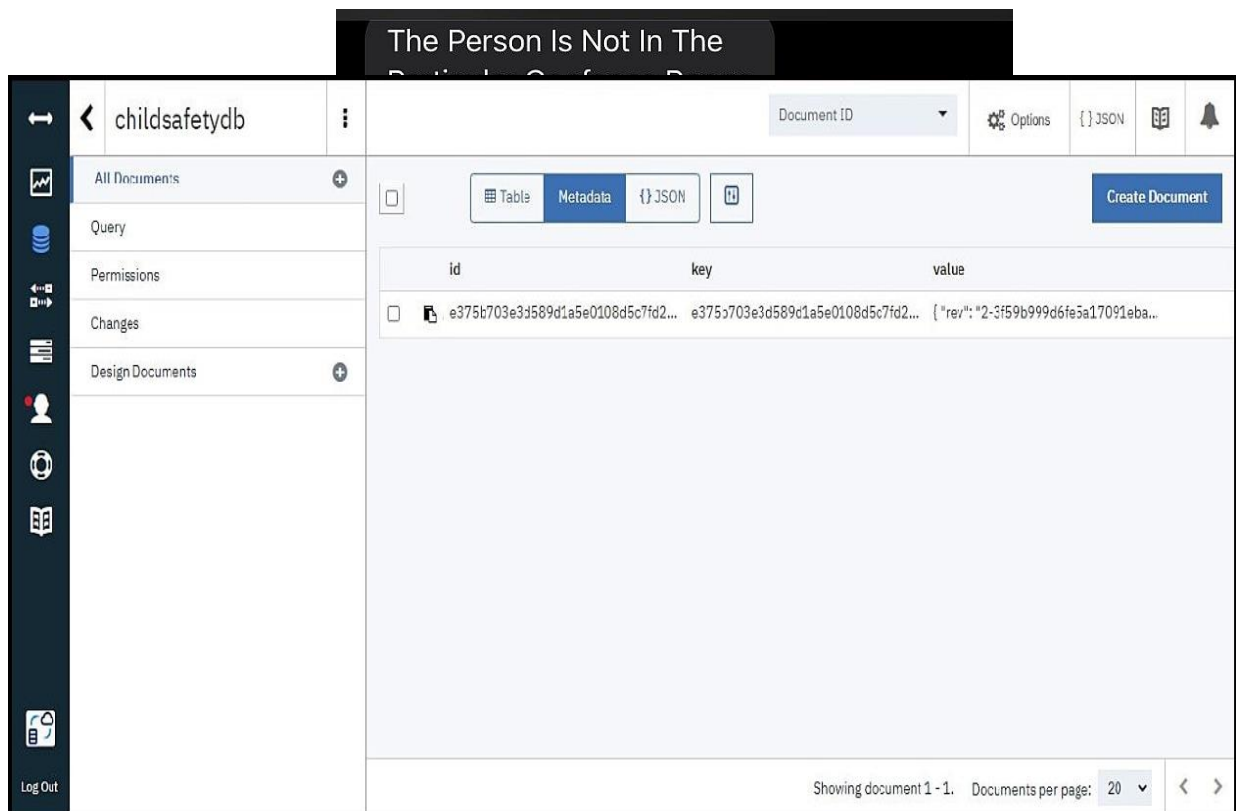 The Person Is Not In The
childsafetydb
Document ID
Options
{ } JSON
All Documents
Query
Permissions
Changes
Design Documents
Table
Metadata
{} JSON
Create Document
id key value
e375b703e3d589d1a5e0108d5c7fd2... e375b703e3d589d1a5e0108d5c7fd2... { "rev": "2-3f59b999d6fe5a17091eba...
Showing document 1 - 1. Documents per page: 20
Log Out